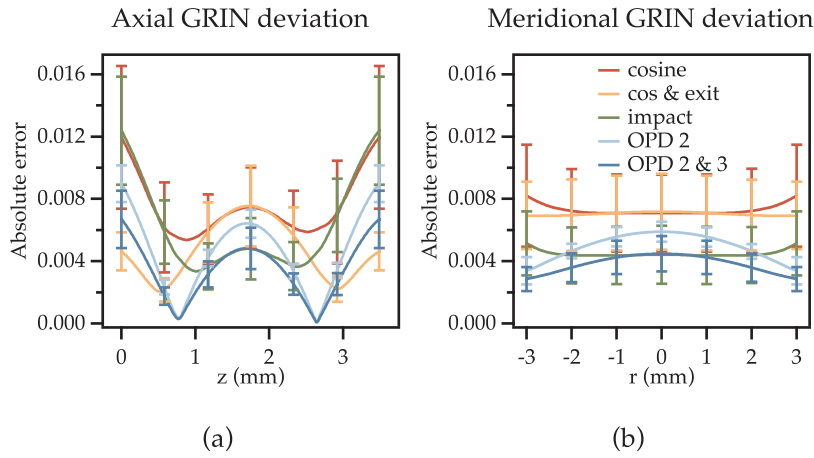 Axial GRIN deviation
Absolute error
0.016
0.012
0.008
0.004
0.000
0 1 2 3
z (mm)
(a)
Meridional GRIN deviation
Absolute error
0.016
0.012
0.008
0.004
0.000
cosine
cos & exit
impact
OPD 2
OPD 2 & 3
-3 -2 -1 0 1 2 3
r (mm)
(b)